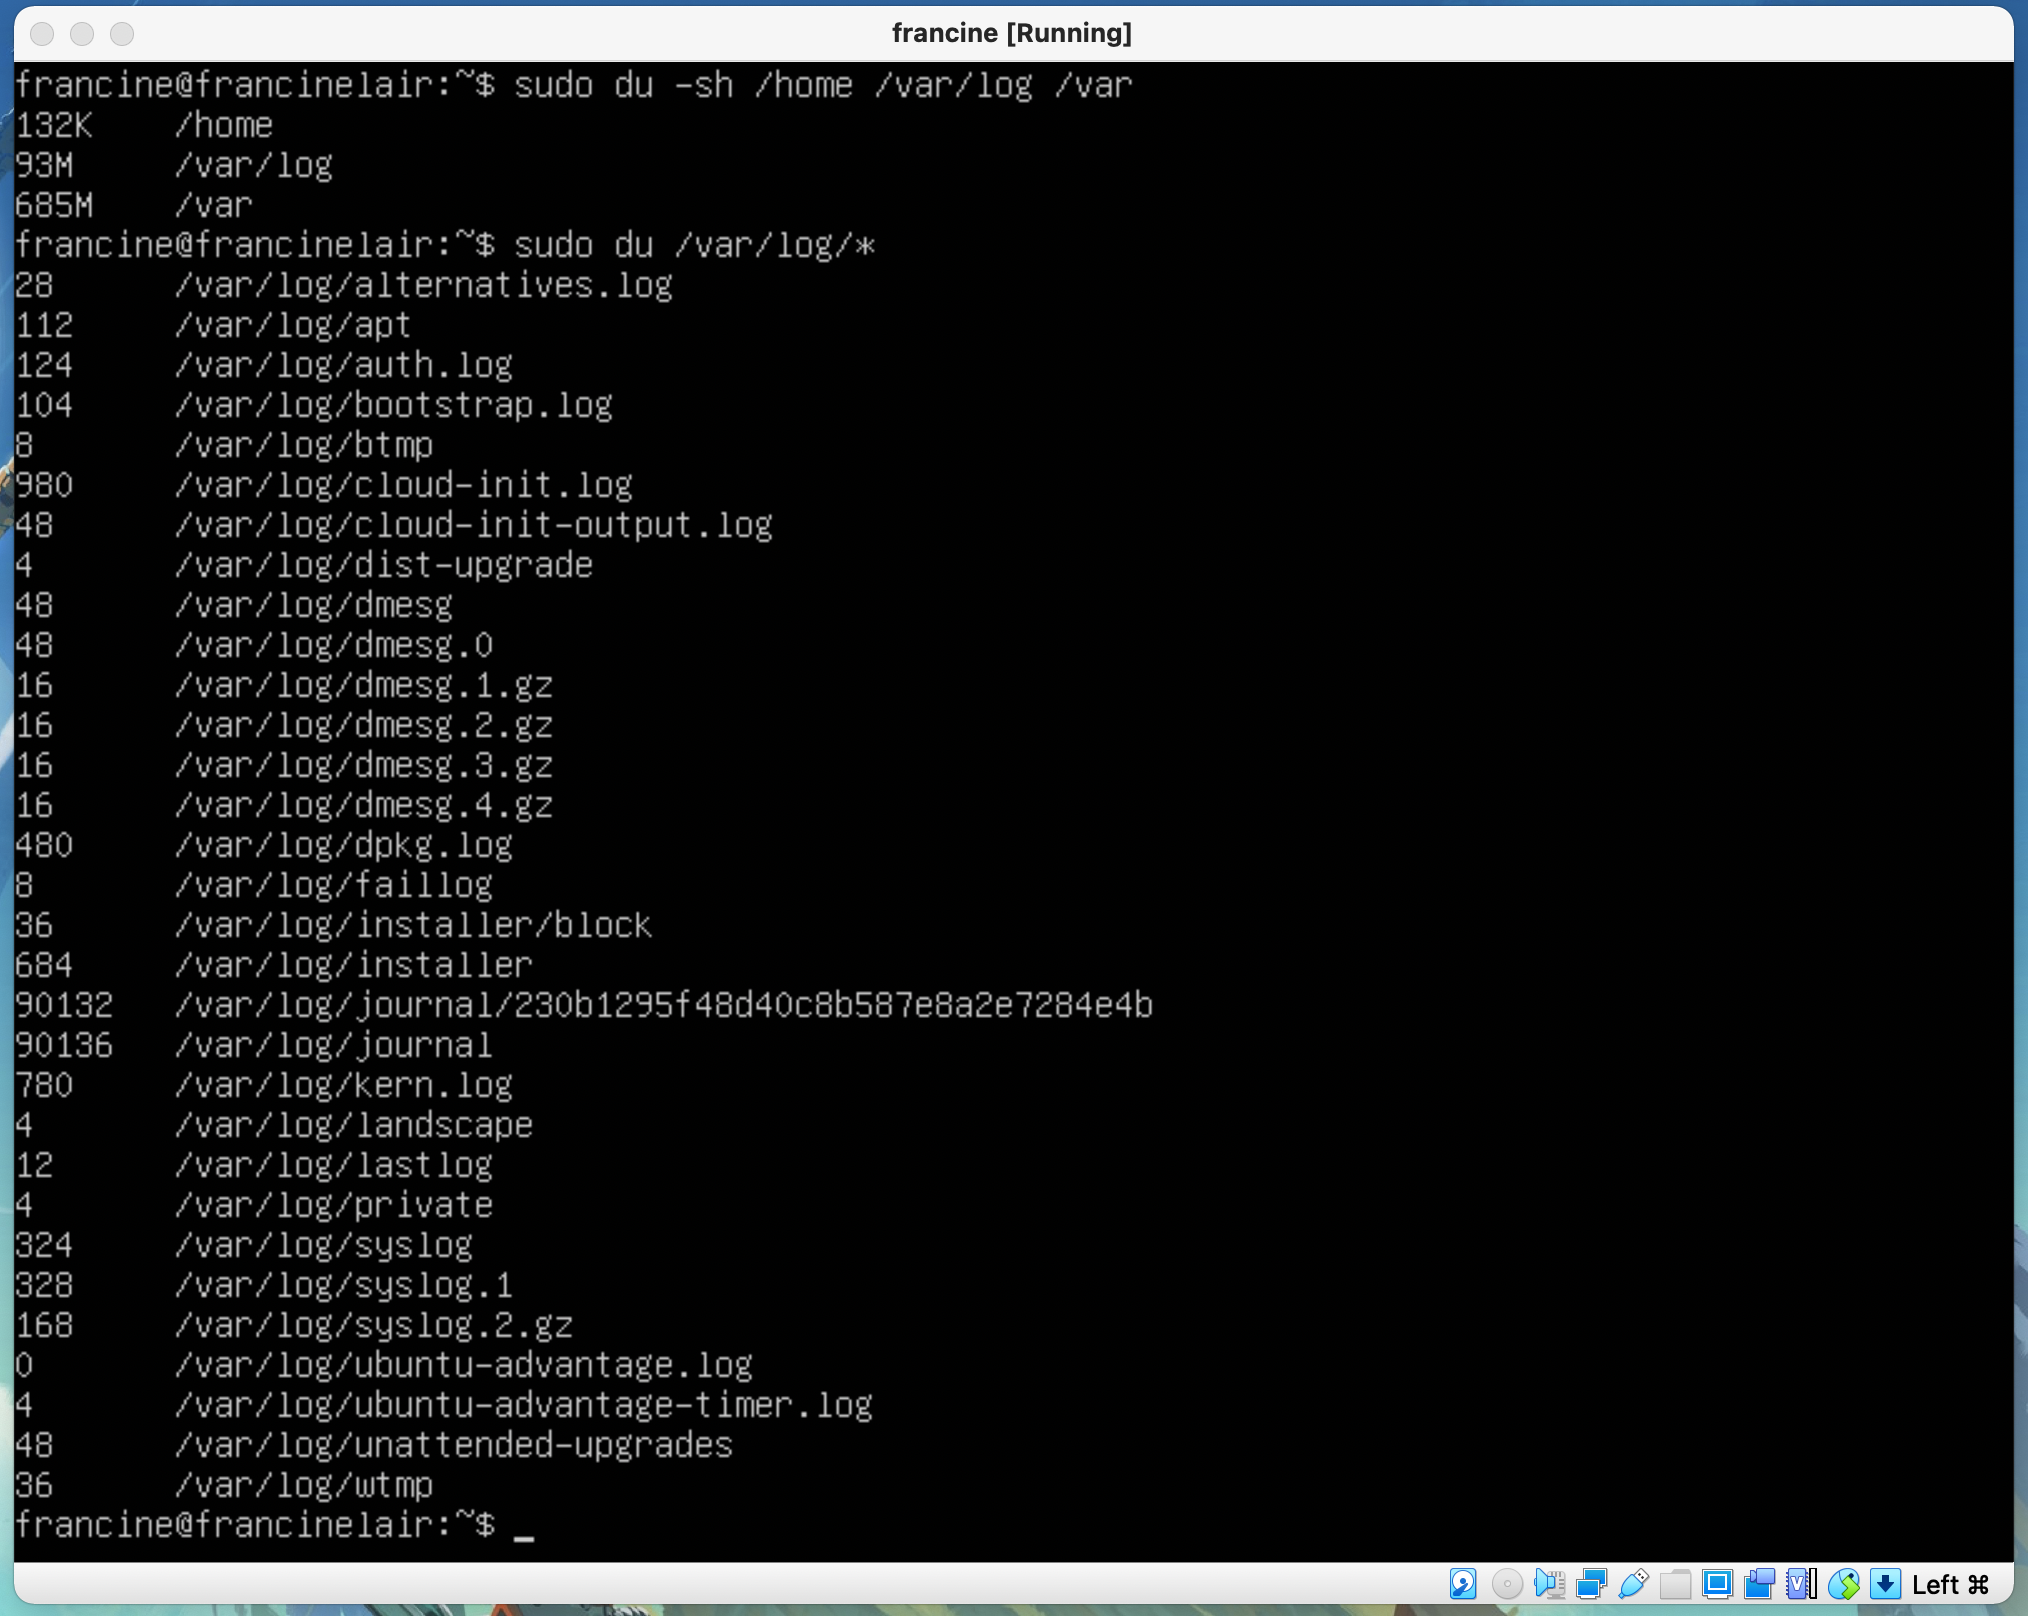 francine [Running]
francine@francinelair:~$ sudo du -sh /home /var/log /var
132K /home
93M /var/log
685M /var
francine@francinelair:~$ sudo du /var/log/*
28 /var/log/alternatives.log
112 /var/log/apt
124 /var/log/auth.log
104 /var/log/bootstrap.log
8 /var/log/btmp
980 /var/log/cloud-init.log
48 /var/log/cloud-init-output.log
4 /var/log/dist-upgrade
48 /var/log/dmesg
48 /var/log/dmesg.0
16 /var/log/dmesg.1.gz
16 /var/log/dmesg.2.gz
16 /var/log/dmesg.3.gz
16 /var/log/dmesg.4.gz
480 /var/log/dpkg.log
8 /var/log/faillog
36 /var/log/installer/block
684 /var/log/installer
90132 /var/log/journal/230b1295f48d40c8b587e8a2e7284e4b
90136 /var/log/journal
780 /var/log/kern.log
4 /var/log/landscape
12 /var/log/lastlog
4 /var/log/private
324 /var/log/syslog
328 /var/log/syslog.1
168 /var/log/syslog.2.gz
0 /var/log/ubuntu-advantage.log
4 /var/log/ubuntu-advantage-timer.log
48 /var/log/unattended-upgrades
36 /var/log/wtmp
francine@francinelair:~$ _
Left ⌘